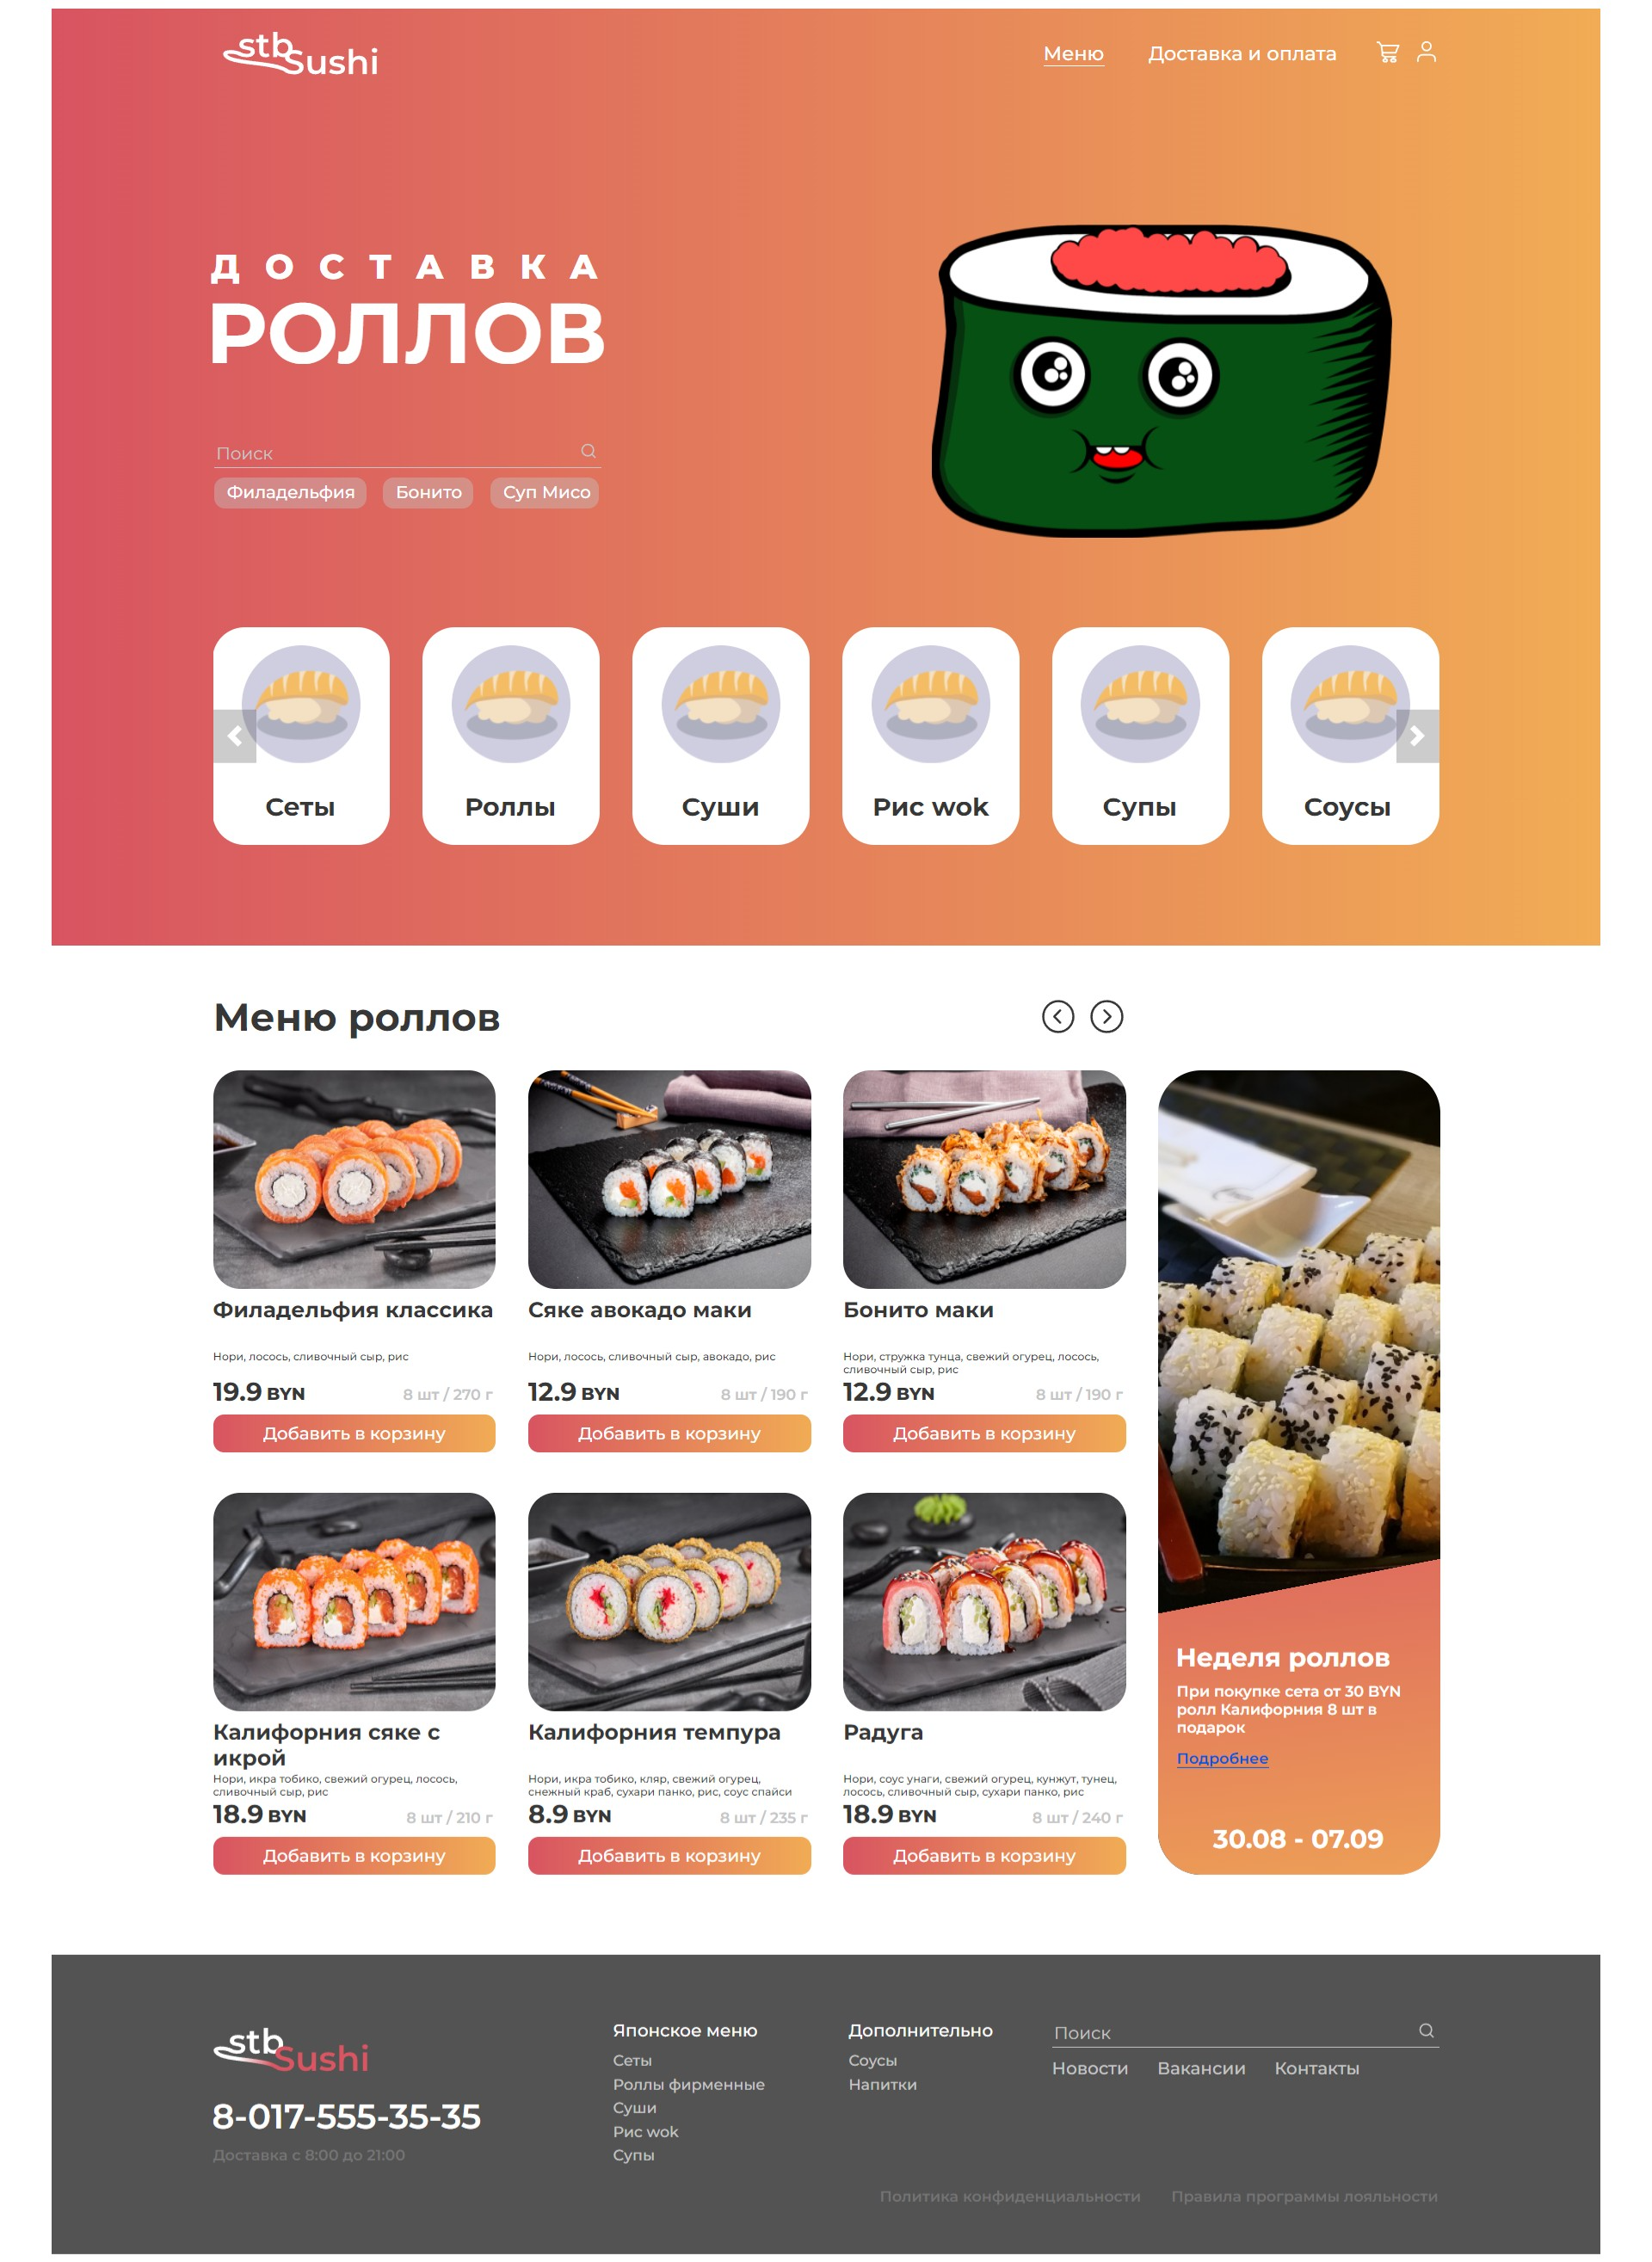 stb
Sushi
Меню
Доставка и оплата
ДОСТАВКА
РОЛЛОВ
Поиск
Филадельфия
Бонито
Суп Мисо
Сеты
Роллы
Суши
Рис wok
Супы
Соусы
Меню роллов
Филадельфия классика
Нори, лосось, сливочный сыр, рис
19.9 BYN
8 шт / 270 г
Добавить в корзину
Сяке авокадо маки
Нори, лосось, сливочный сыр, авокадо, рис
12.9 BYN
8 шт / 190 г
Добавить в корзину
Бонито маки
Нори, стружка тунца, свежий огурец, лосось,
сливочный сыр, рис
12.9 BYN
8 шт / 190 г
Добавить в корзину
Калифорния сяке с
икрой
Нори, икра тобико, свежий огурец, лосось,
сливочный сыр, рис
18.9 BYN
8 шт / 210 г
Добавить в корзину
Калифорния темпура
Нори, икра тобико, кляр, свежий огурец,
снежный краб, сухари панко, рис, соус спайси
8.9 BYN
8 шт / 235 г
Добавить в корзину
Радуга
Нори, соус унаги, свежий огурец, кунжут, тунец,
лосось, сливочный сыр, сухари панко, рис
18.9 BYN
8 шт / 240 г
Добавить в корзину
Неделя роллов
При покупке сета от 30 BYN
ролл Калифорния 8 шт в
подарок
Подробнее
30.08 - 07.09
stb
Sushi
8-017-555-35-35
Доставка с 8:00 до 21:00
Японское меню
Сеты
Роллы фирменные
Суши
Рис wok
Супы
Дополнительно
Соусы
Напитки
Поиск
Новости
Вакансии
Контакты
Политика конфиденциальности
Правила программы лояльности